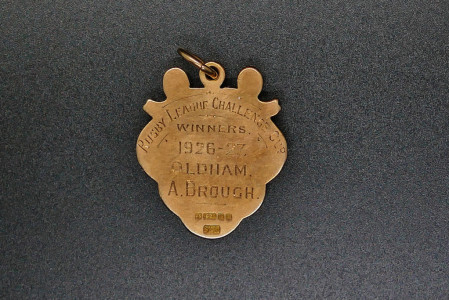 RUGBY LEAGUE CHALLENGE CUP
WINNERS.
1926-27.
OLDHAM.
A.BROUGH.